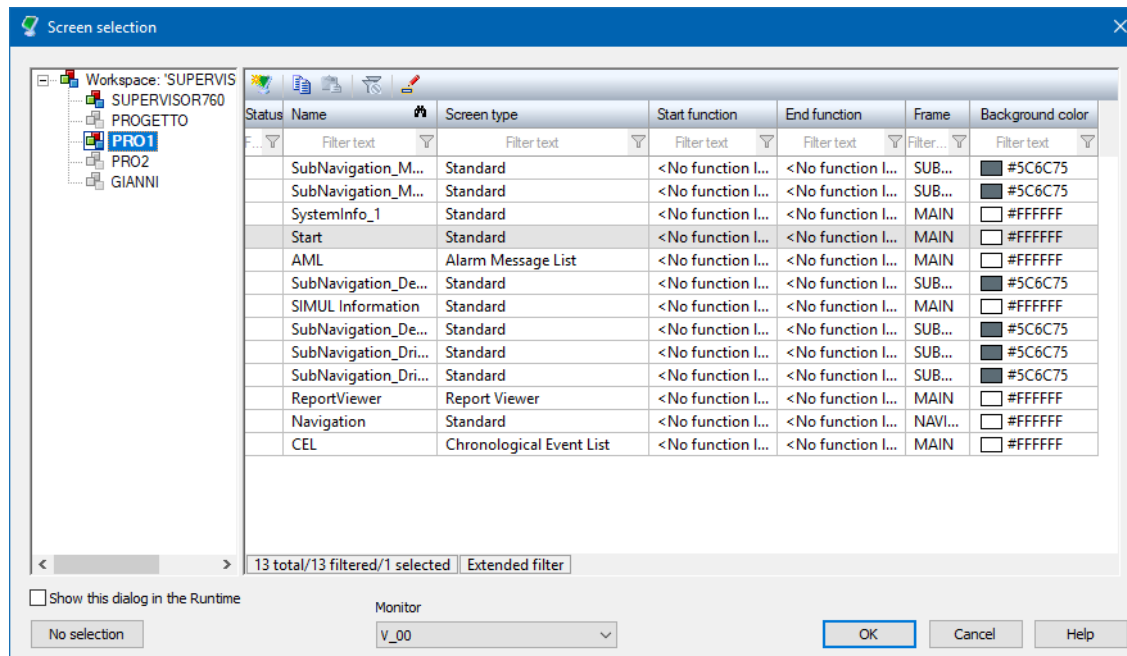 Screen selection
Workspace: 'SUPERVIS
SUPERVISOR760
PROGETTO
PRO1
PRO2
GIANNI
Status Name Screen type Start function End function Frame Background color
F... Filter text Filter text Filter text Filter text Filter... Filter text
SubNavigation_M... Standard <No function l... <No function l... SUB... #5C6C75
SubNavigation_M... Standard <No function l... <No function l... SUB... #5C6C75
SystemInfo_1 Standard <No function l... <No function l... MAIN #FFFFFF
Start Standard <No function l... <No function l... MAIN #FFFFFF
AML Alarm Message List <No function l... <No function l... MAIN #FFFFFF
SubNavigation_De... Standard <No function l... <No function l... SUB... #5C6C75
SIMUL Information Standard <No function l... <No function l... MAIN #FFFFFF
SubNavigation_De... Standard <No function l... <No function l... SUB... #5C6C75
SubNavigation_Dri... Standard <No function l... <No function l... SUB... #5C6C75
SubNavigation_Dri... Standard <No function l... <No function l... SUB... #5C6C75
ReportViewer Report Viewer <No function l... <No function l... MAIN #FFFFFF
Navigation Standard <No function l... <No function l... NAVI... #FFFFFF
CEL Chronological Event List <No function l... <No function l... MAIN #FFFFFF
13 total/13 filtered/1 selected Extended filter
Show this dialog in the Runtime
Monitor
No selection V_00 OK Cancel Help